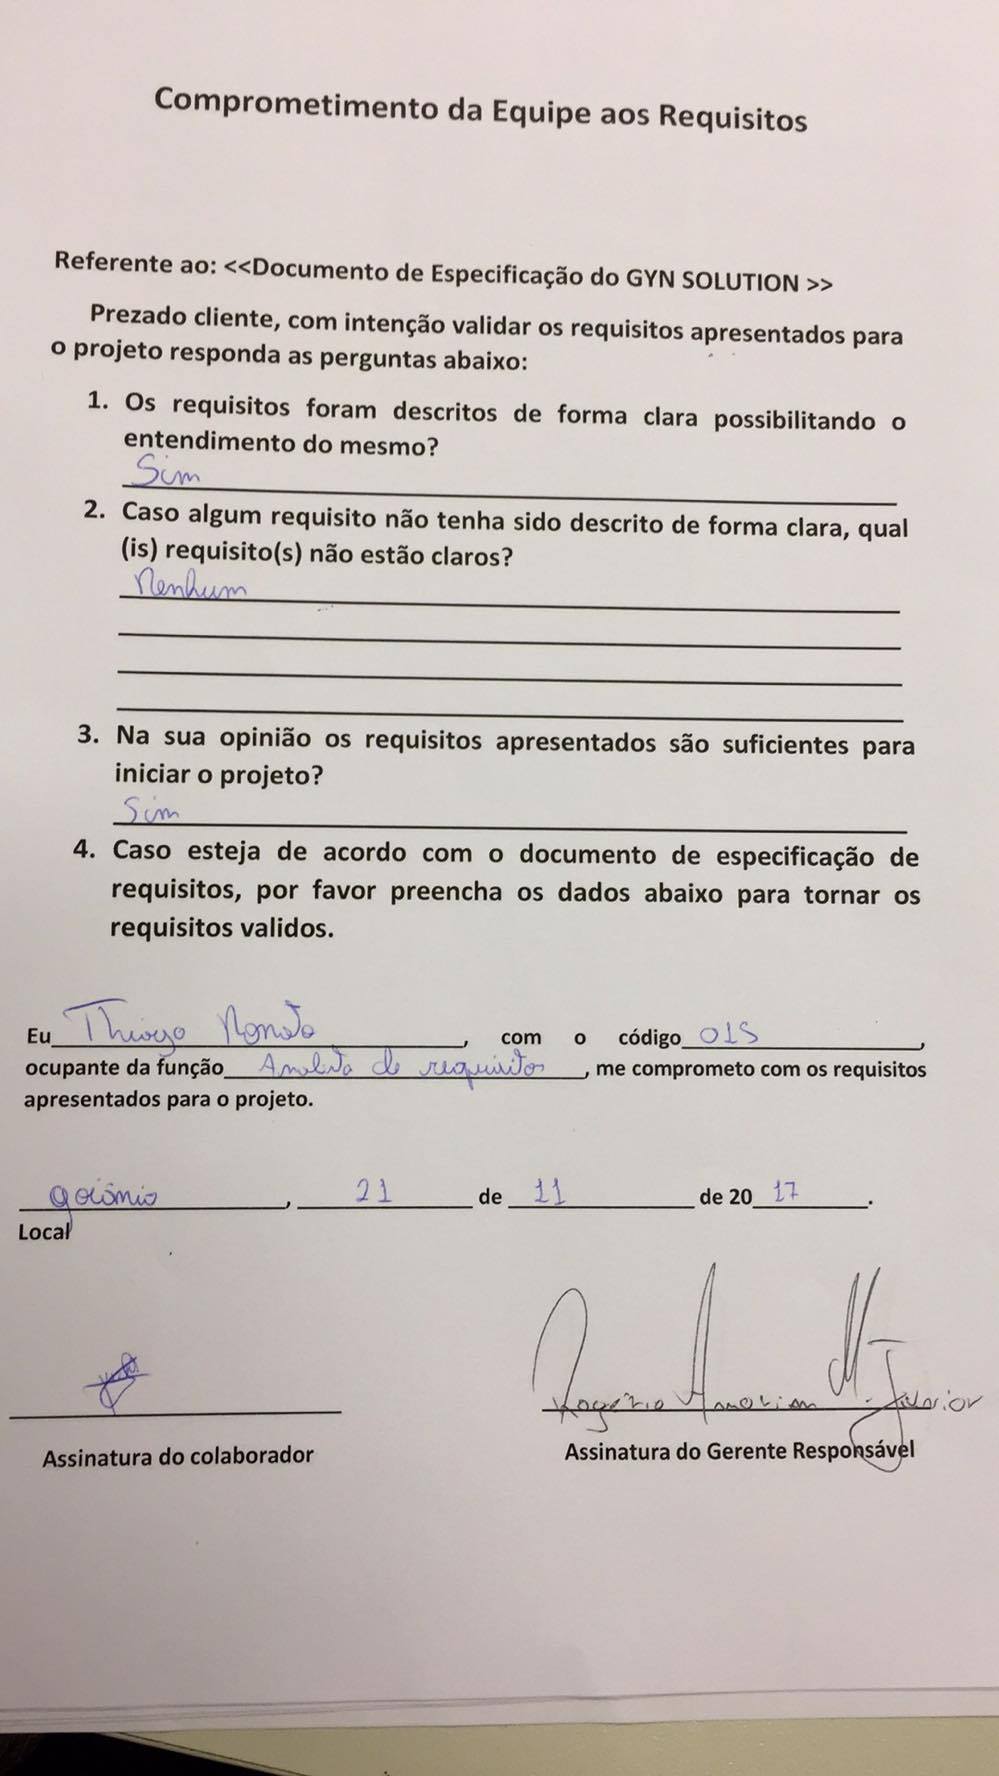 Comprometimento da Equipe aos Requisitos
Referente ao: <<Documento de Especificação do GYN SOLUTION >>
Prezado cliente, com intenção validar os requisitos apresentados para
o projeto responda as perguntas abaixo:
1. Os requisitos foram descritos de forma clara possibilitando o
entendimento do mesmo?
Sim
2. Caso algum requisito não tenha sido descrito de forma clara, qual
(is) requisito(s) não estão claros?
Nenhum
3. Na sua opinião os requisitos apresentados são suficientes para
iniciar o projeto?
Sim
4. Caso esteja de acordo com o documento de especificação de
requisitos, por favor preencha os dados abaixo para tornar os
requisitos validos.
Eu Thiago, com o código 015,
ocupante da função Analista de requisitos, me comprometo com os requisitos
apresentados para o projeto.
Goiânia, 21 de 11 de 2017.
Local
Rogério Amorim M. Junior
Assinatura do colaborador Assinatura do Gerente Responsável